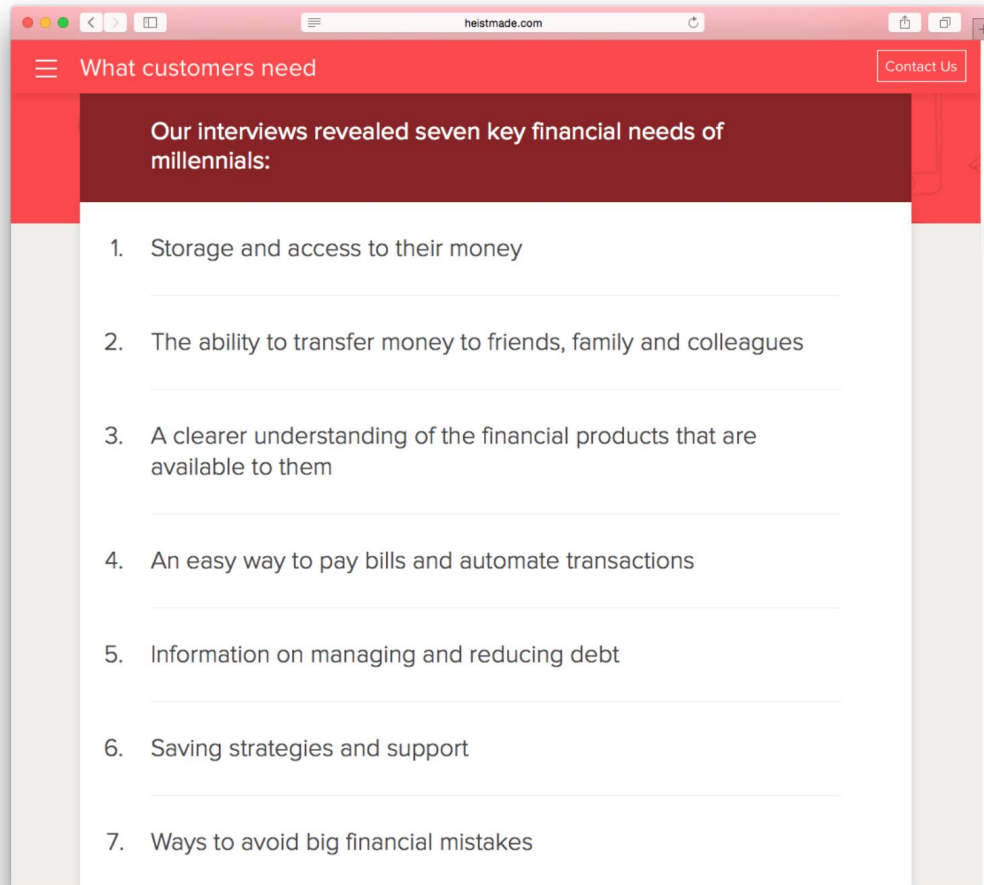 heistmade.com
What customers need
Contact Us
Our interviews revealed seven key financial needs of
millennials:
1. Storage and access to their money
2. The ability to transfer money to friends, family and colleagues
3. A clearer understanding of the financial products that are
available to them
4. An easy way to pay bills and automate transactions
5. Information on managing and reducing debt
6. Saving strategies and support
7. Ways to avoid big financial mistakes